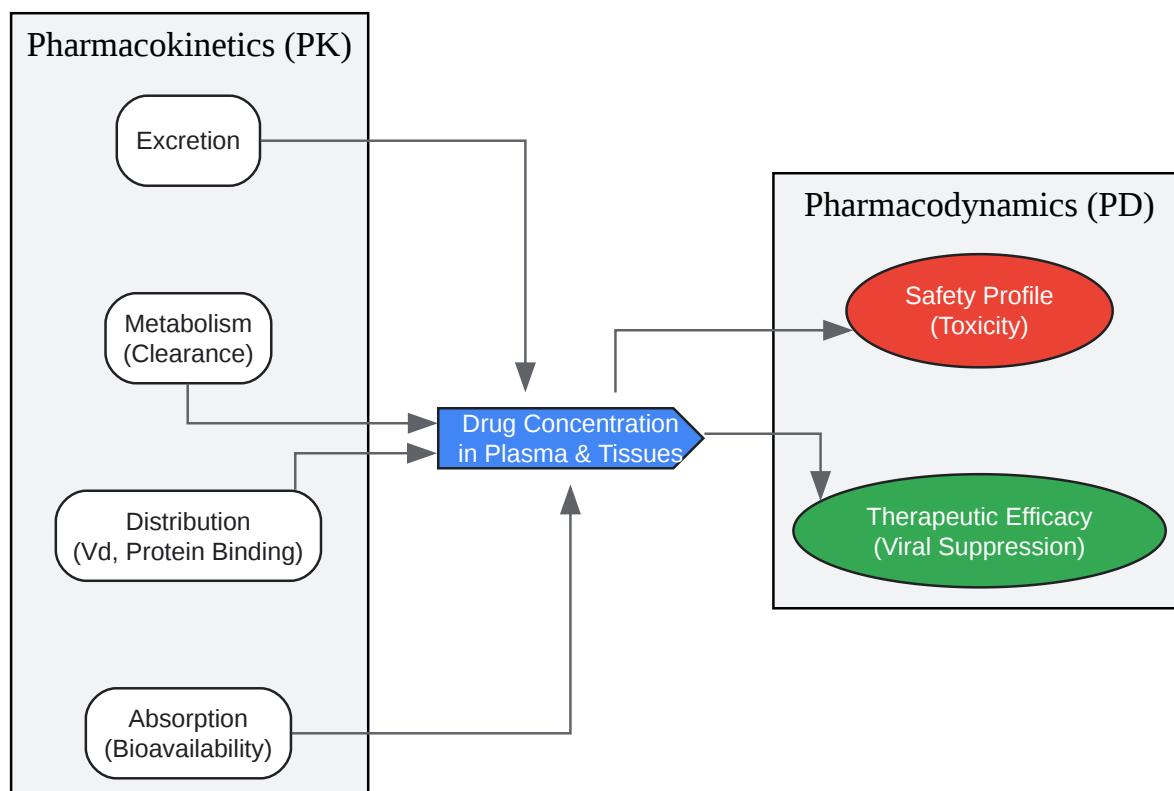 Pharmacokinetics (PK)
Excretion
Metabolism
(Clearance)
Distribution
(Vd, Protein Binding)
Absorption
(Bioavailability)
Drug Concentration
in Plasma & Tissues
Pharmacodynamics (PD)
Safety Profile
(Toxicity)
Therapeutic Efficacy
(Viral Suppression)